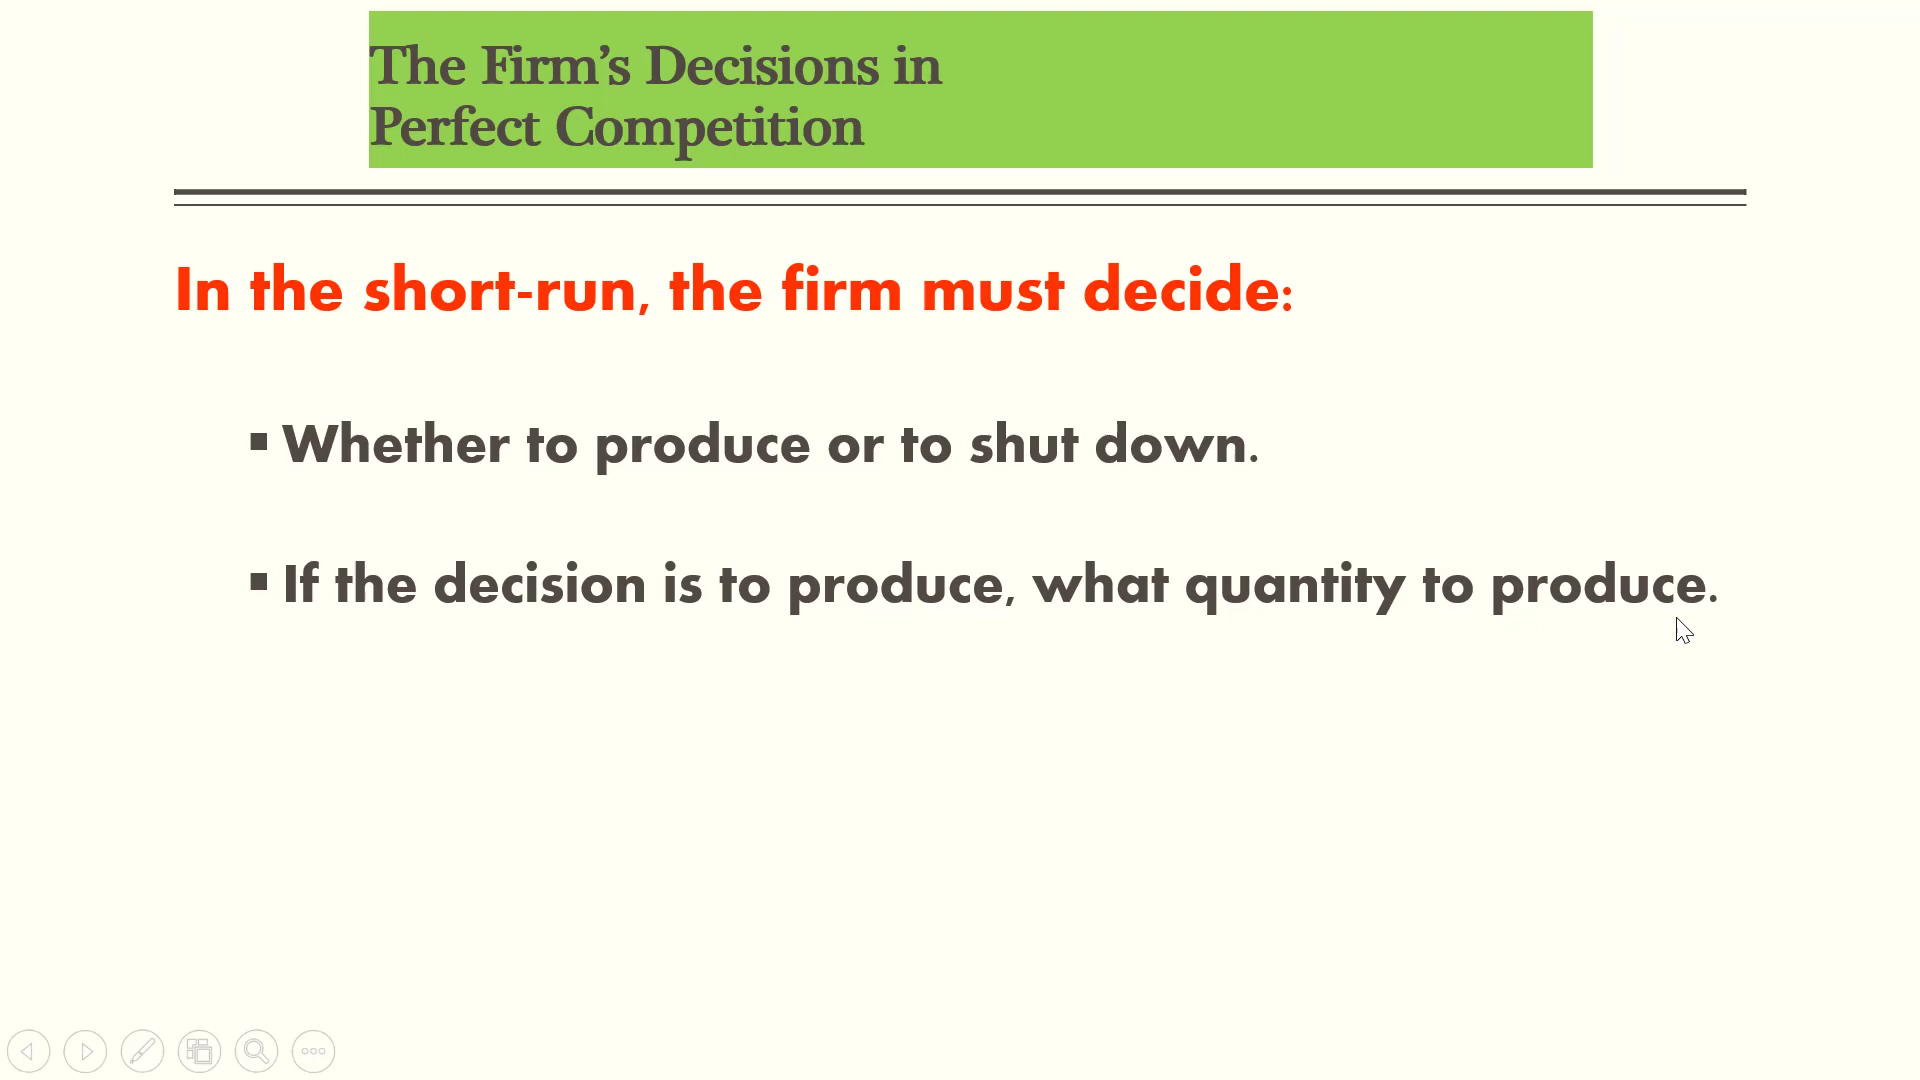 The Firm’s Decisions in
Perfect Competition
In the short-run, the firm must decide:
▪ Whether to produce or to shut down.
▪ If the decision is to produce, what quantity to produce.